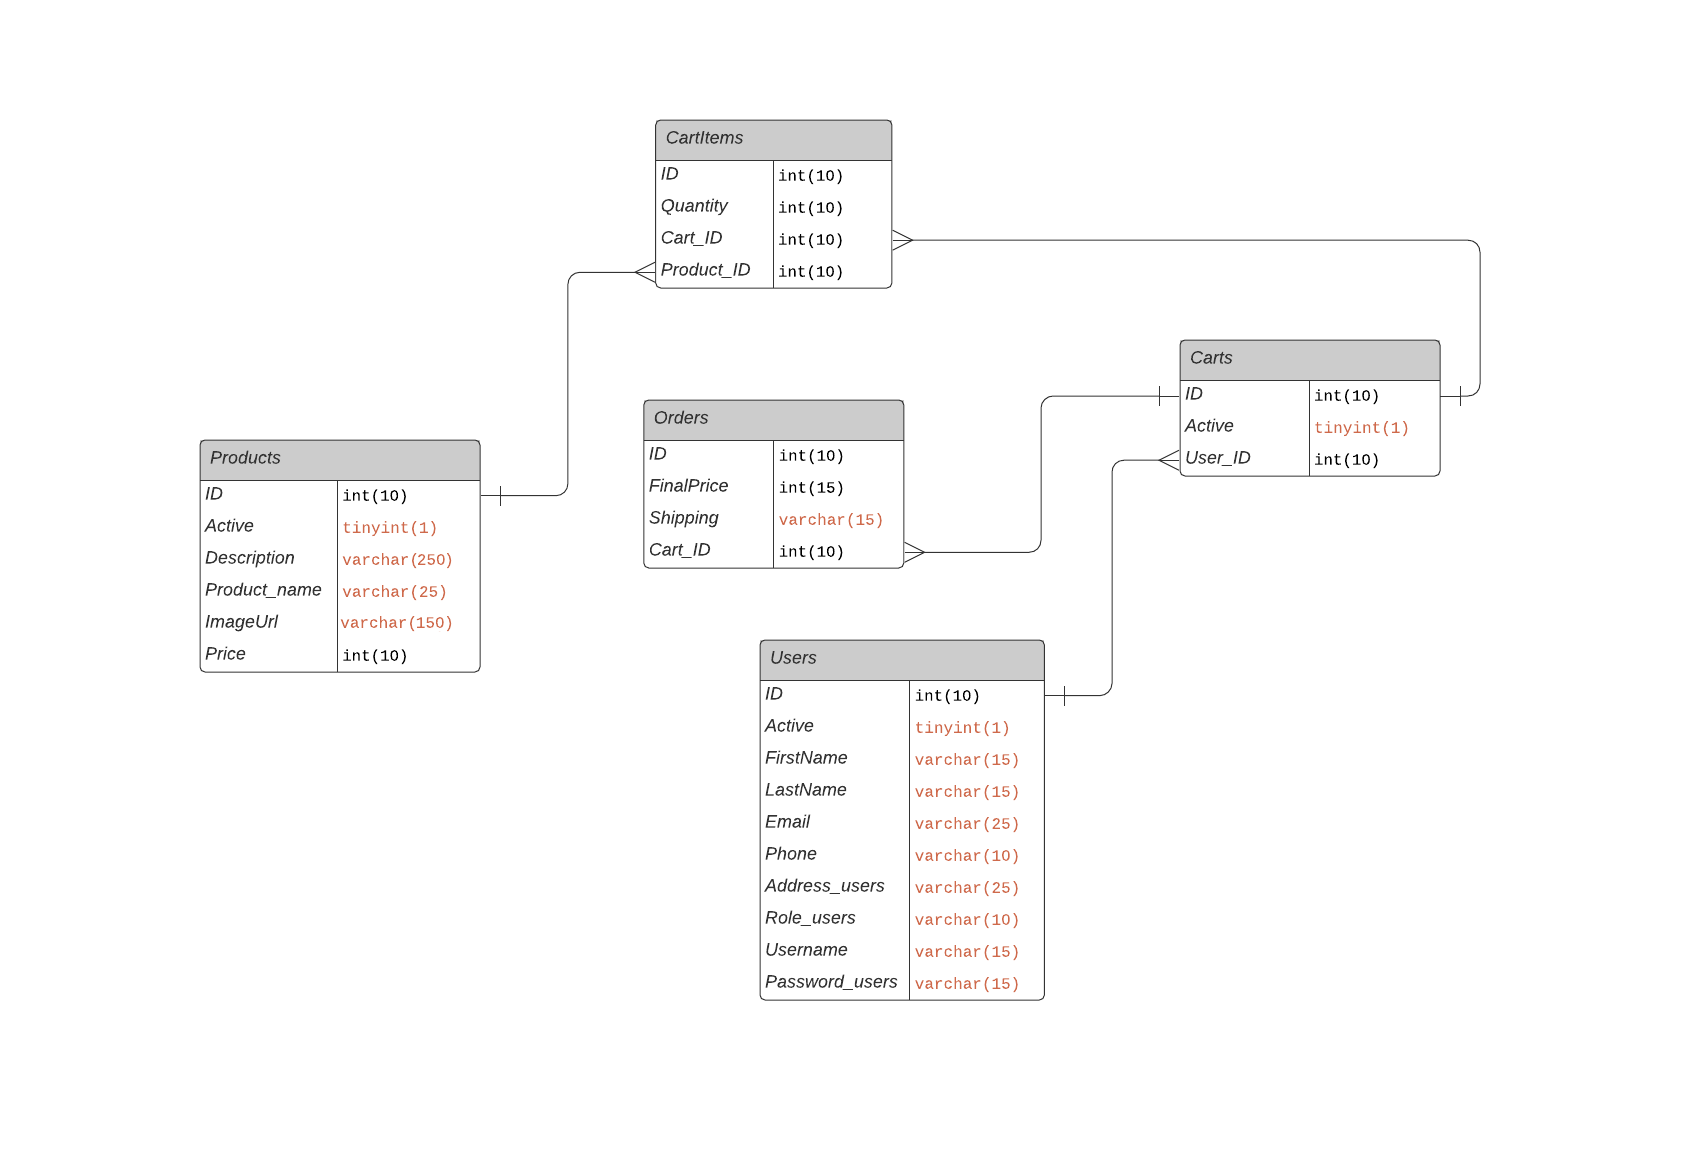 CartItems
ID int(10)
Quantity int(10)
Cart_ID int(10)
Product_ID int(10)
Carts
ID int(10)
Active tinyint(1)
User_ID int(10)
Orders
ID int(10)
FinalPrice int(15)
Shipping varchar(15)
Cart_ID int(10)
Products
ID int(10)
Active tinyint(1)
Description varchar(250)
Product_name varchar(25)
ImageUrl varchar(150)
Price int(10)
Users
ID int(10)
Active tinyint(1)
FirstName varchar(15)
LastName varchar(15)
Email varchar(25)
Phone varchar(10)
Address_users varchar(25)
Role_users varchar(10)
Username varchar(15)
Password_users varchar(15)